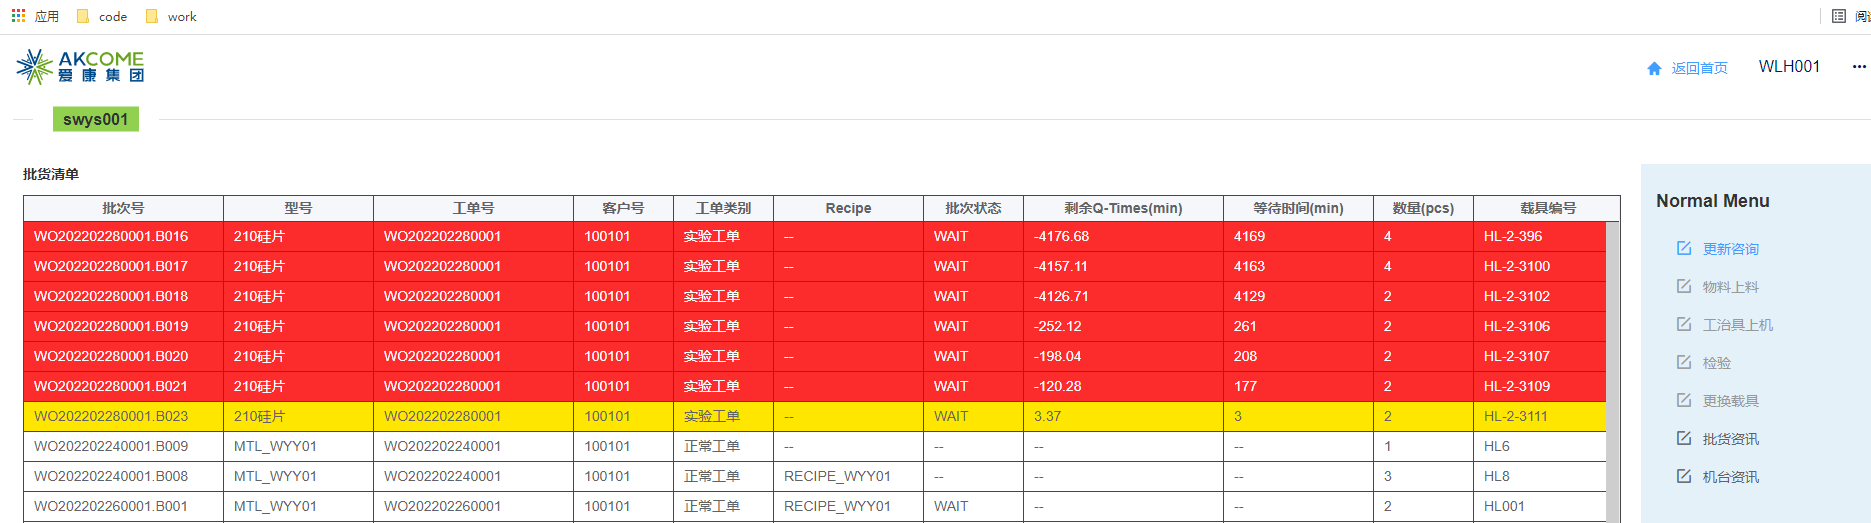 应用 code work
AKCOME
爱康集团
返回首页 WLH001 ···
swys001
批货清单
批次号 型号 工单号 客户号 工单类别 Recipe 批次状态 剩余Q-Times(min) 等待时间(min) 数量(pcs) 载具编号
WO202202280001.B016 210硅片 WO202202280001 100101 实验工单 -- WAIT -4176.68 4169 4 HL-2-396
WO202202280001.B017 210硅片 WO202202280001 100101 实验工单 -- WAIT -4157.11 4163 4 HL-2-3100
WO202202280001.B018 210硅片 WO202202280001 100101 实验工单 -- WAIT -4126.71 4129 2 HL-2-3102
WO202202280001.B019 210硅片 WO202202280001 100101 实验工单 -- WAIT -252.12 261 2 HL-2-3106
WO202202280001.B020 210硅片 WO202202280001 100101 实验工单 -- WAIT -198.04 208 2 HL-2-3107
WO202202280001.B021 210硅片 WO202202280001 100101 实验工单 -- WAIT -120.28 177 2 HL-2-3109
WO202202280001.B023 210硅片 WO202202280001 100101 实验工单 -- WAIT 3.37 3 2 HL-2-3111
WO202202240001.B009 MTL_WYY01 WO202202240001 100101 正常工单 -- -- -- -- 1 HL6
WO202202240001.B008 MTL_WYY01 WO202202240001 100101 正常工单 RECIPE_WYY01 -- -- -- 3 HL8
WO202202260001.B001 MTL_WYY01 WO202202260001 100101 正常工单 RECIPE_WYY01 WAIT -- -- 2 HL001
Normal Menu
更新咨询
物料上料
工治具上机
检验
更换载具
批货资讯
机台资讯